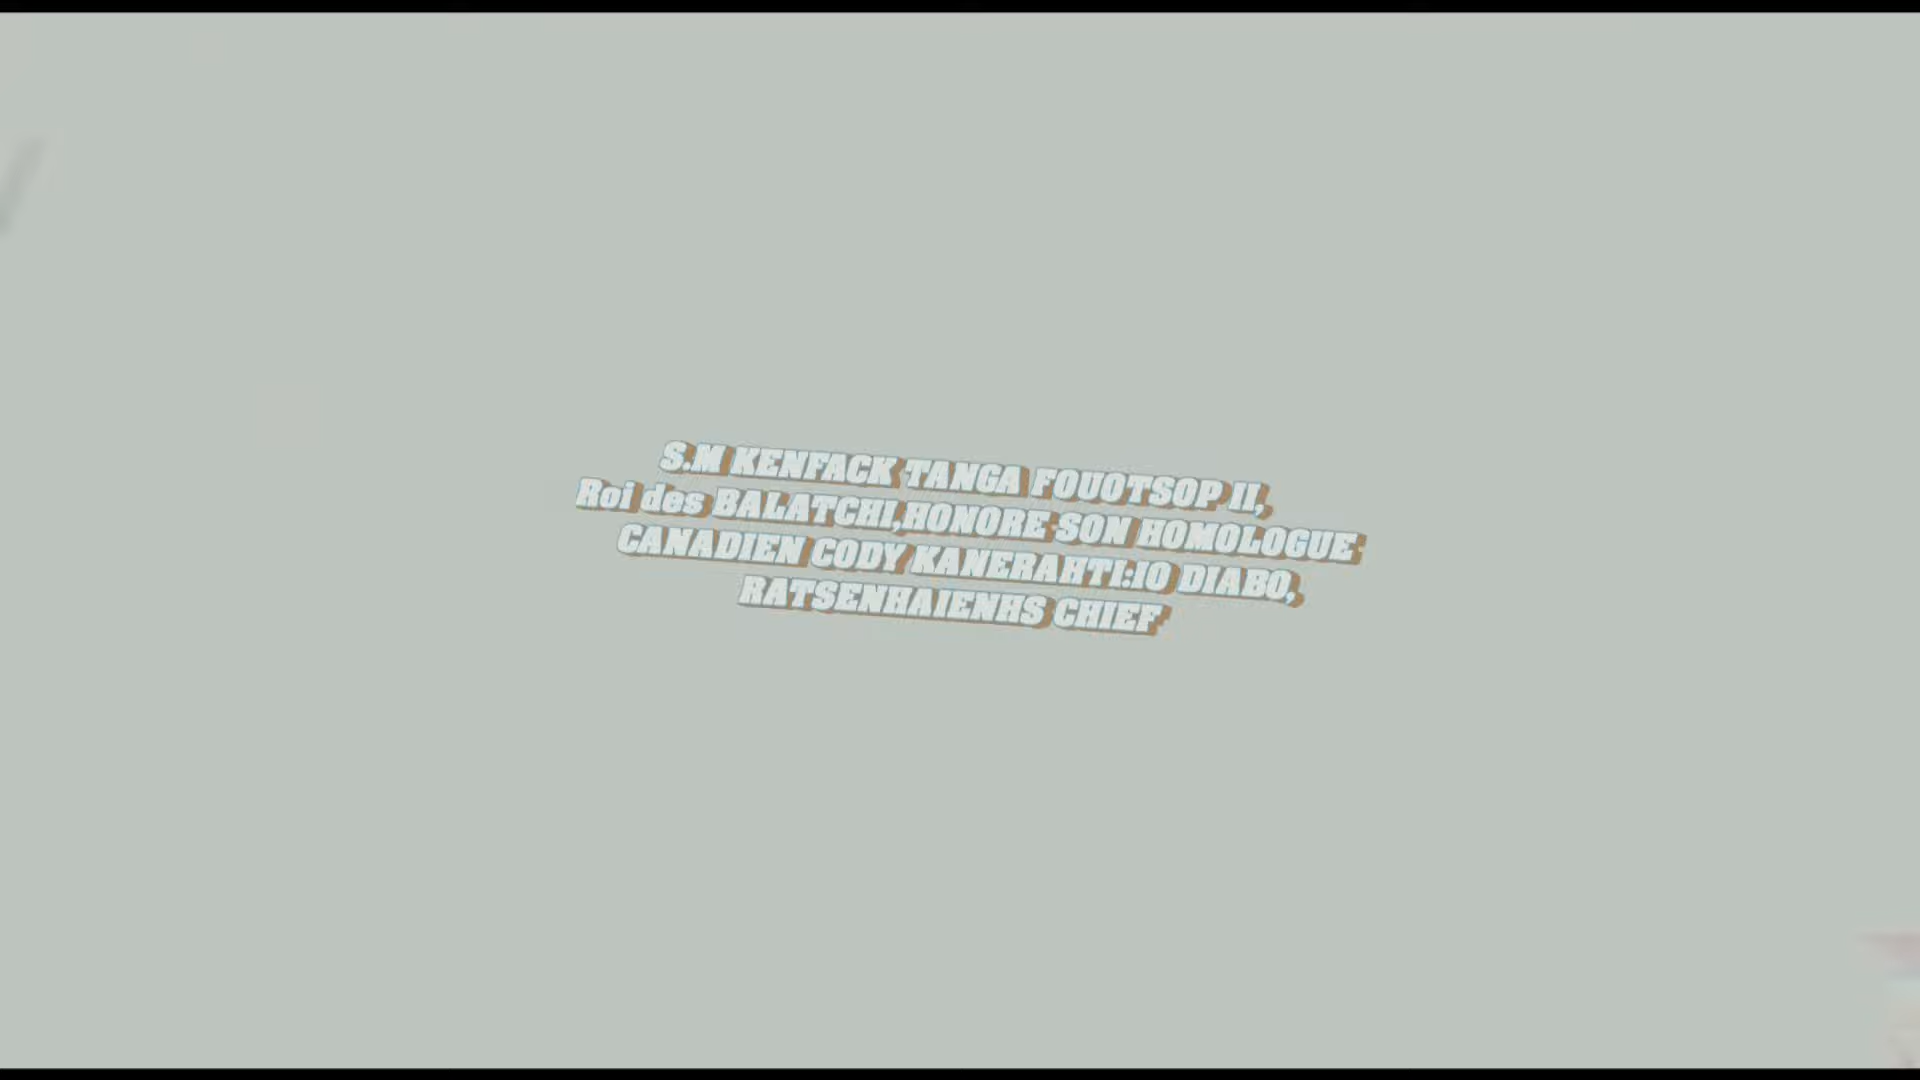 S.M KENFACK TANGA FOUOTSOP II,
Roi des BALATCHI,HONORE SON HOMOLOGUE
CANADIEN CODY KANERAHTI:IO DIABO,
RATSENHAIENHS CHIEF